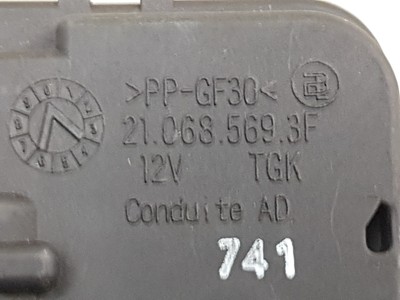 >PP-GF30<
21.068.569.3F
12V TGK
Conduite AD.
741